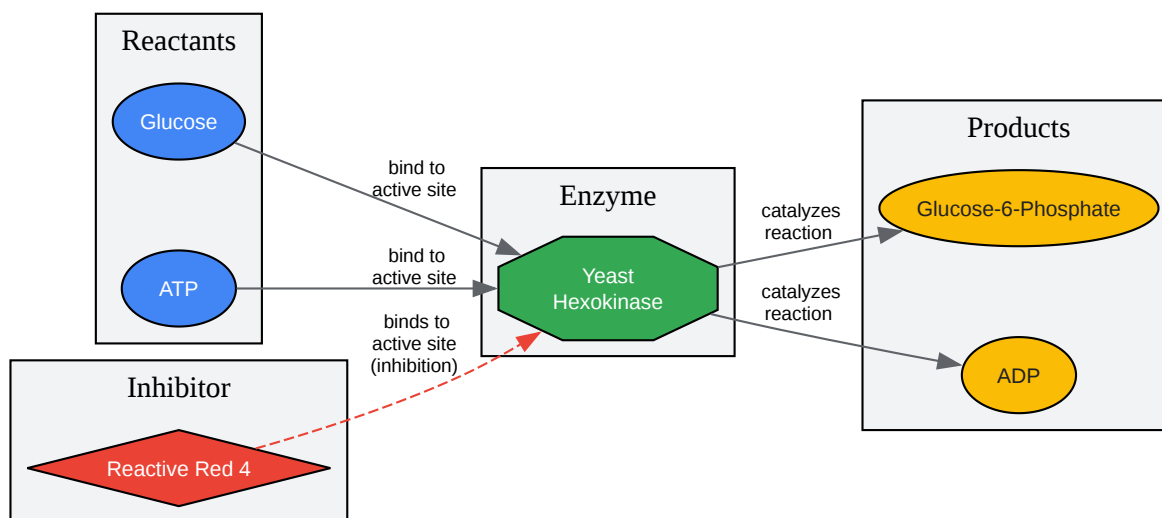 Reactants
Glucose
ATP
bind to
active site
bind to
active site
Inhibitor
Reactive Red 4
binds to
active site
(inhibition)
Enzyme
Yeast
Hexokinase
catalyzes
reaction
catalyzes
reaction
Products
Glucose-6-Phosphate
ADP